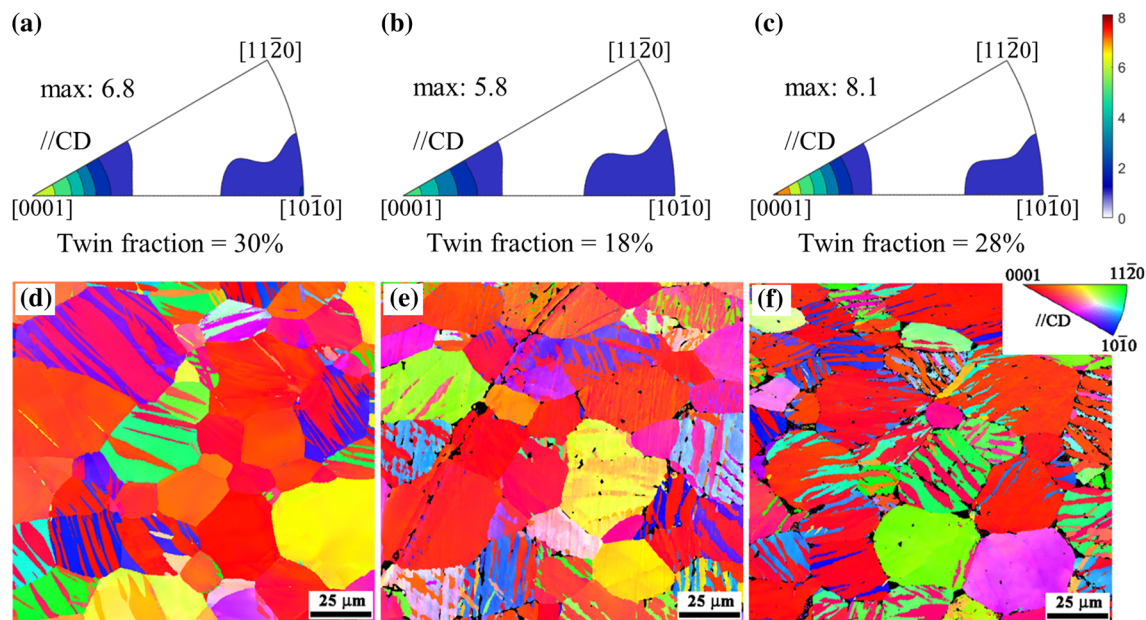 (a)
(b)
(c)
[112̄0]
[112̄0]
[112̄0]
8
6
4
2
0
max: 6.8
max: 5.8
max: 8.1
//CD
//CD
//CD
[0001]
[101̄0]
[0001]
[101̄0]
[0001]
[101̄0]
Twin fraction = 30%
Twin fraction = 18%
Twin fraction = 28%
(d)
(e)
(f)
0001
112̄0
//CD
101̄0
25 µm
25 µm
25 µm